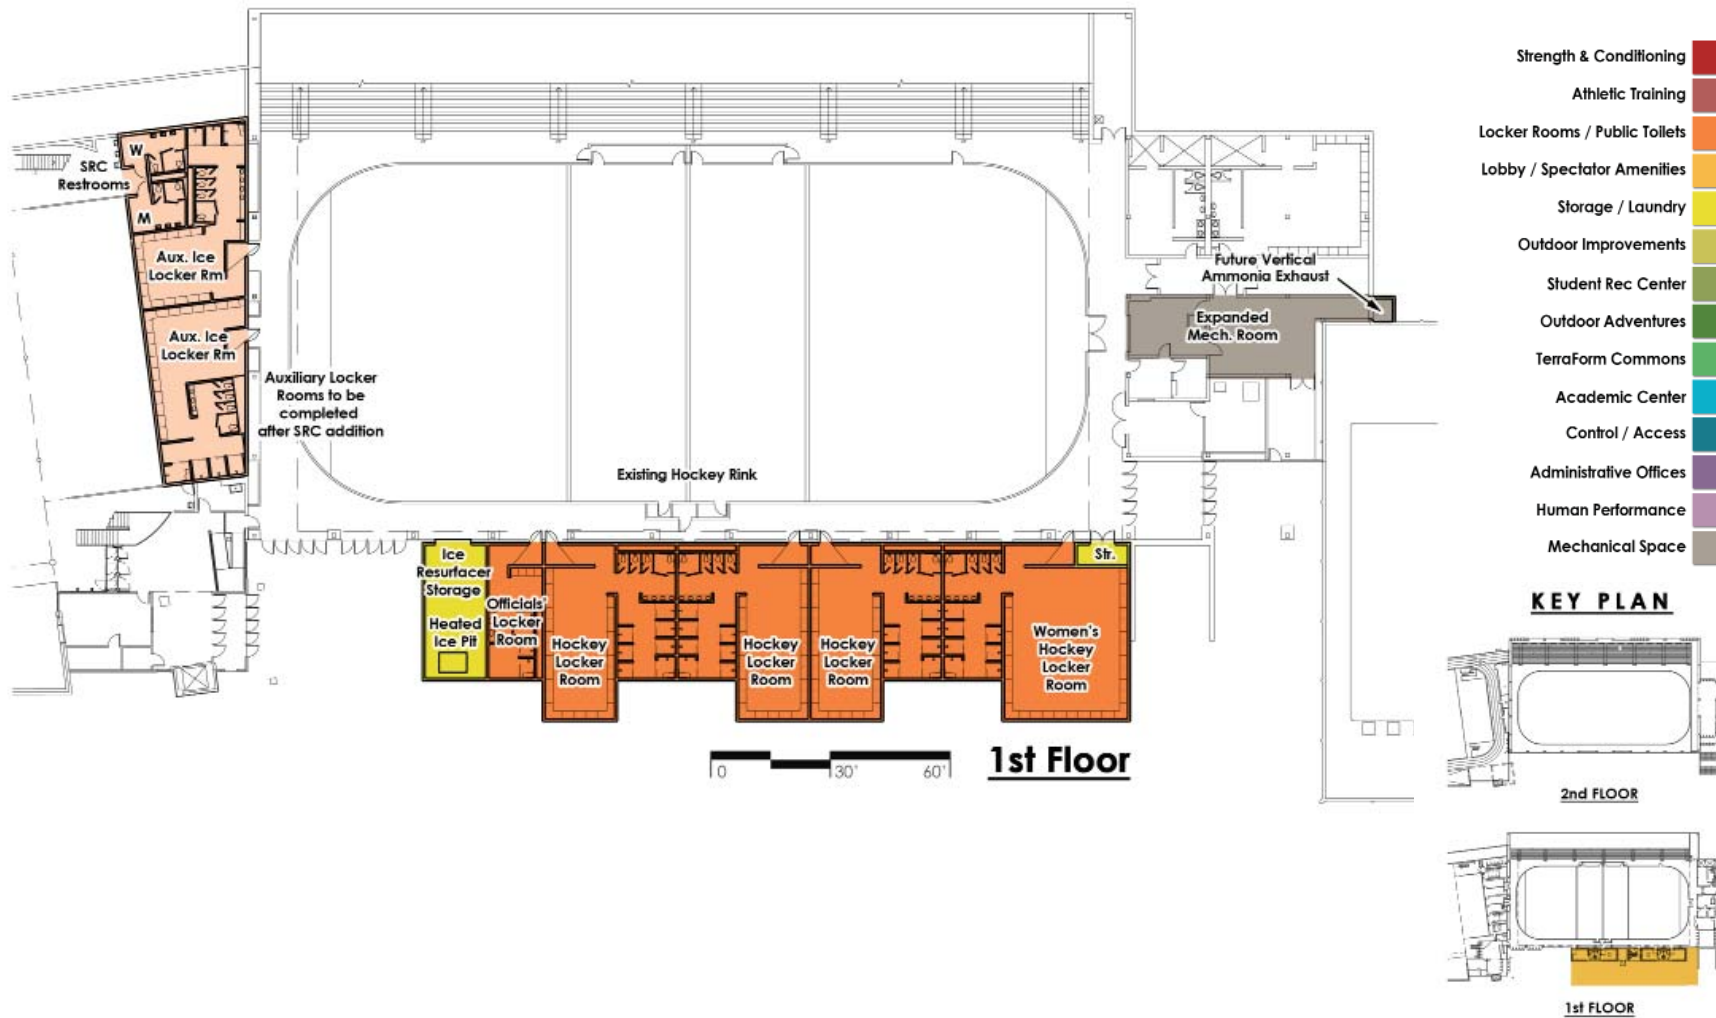 W
SRC
Restrooms
M
Aux. Ice
Locker Rm
Aux. Ice
Locker Rm
Auxiliary Locker
Rooms to be
completed
after SRC addition
Existing Hockey Rink
Future Vertical
Ammonia Exhaust
Expanded
Mech. Room
Ice
Resurfacer
Storage
Heated
Ice Pit
Officials'
Locker
Room
Hockey
Locker
Room
Hockey
Locker
Room
Hockey
Locker
Room
Women's
Hockey
Locker
Room
Str.
0 30' 60'
1st Floor
Strength & Conditioning
Athletic Training
Locker Rooms / Public Toilets
Lobby / Spectator Amenities
Storage / Laundry
Outdoor Improvements
Student Rec Center
Outdoor Adventures
TerraForm Commons
Academic Center
Control / Access
Administrative Offices
Human Performance
Mechanical Space
KEY PLAN
2nd FLOOR
1st FLOOR